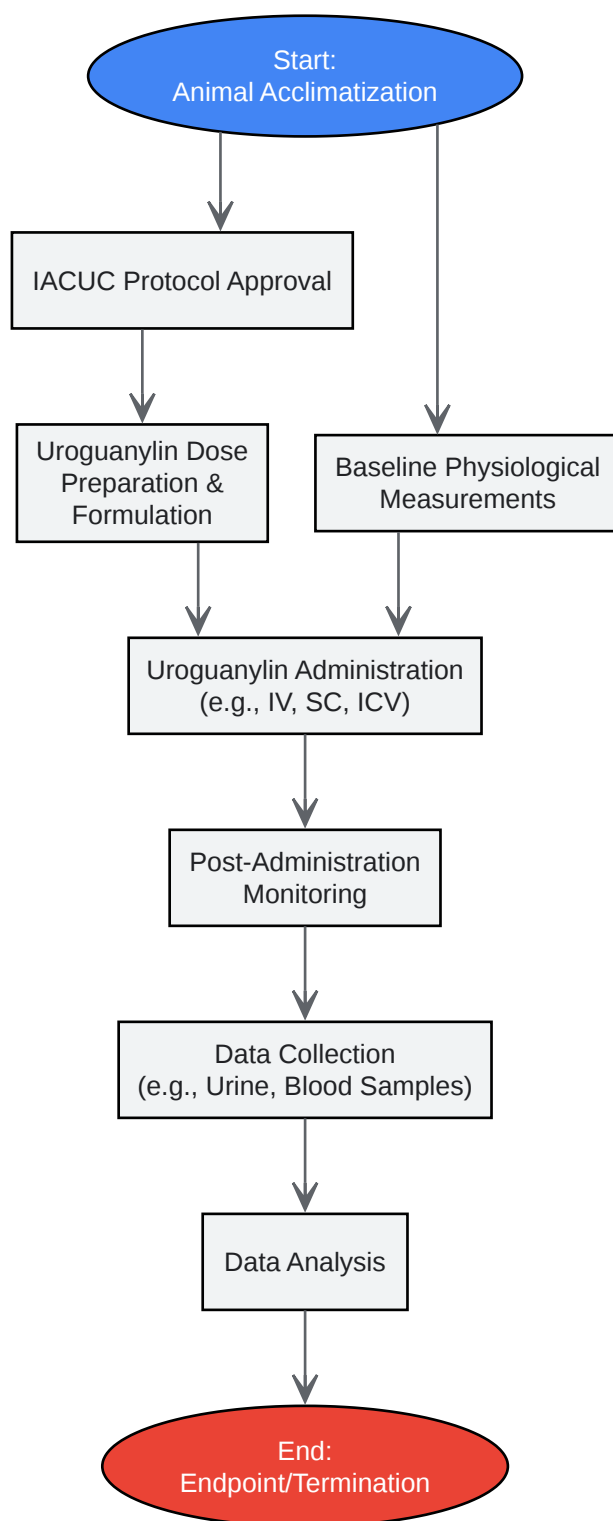 Start:
Animal Acclimatization
IACUC Protocol Approval
Uroguanylin Dose
Preparation &
Formulation
Baseline Physiological
Measurements
Uroguanylin Administration
(e.g., IV, SC, ICV)
Post-Administration
Monitoring
Data Collection
(e.g., Urine, Blood Samples)
Data Analysis
End:
Endpoint/Termination